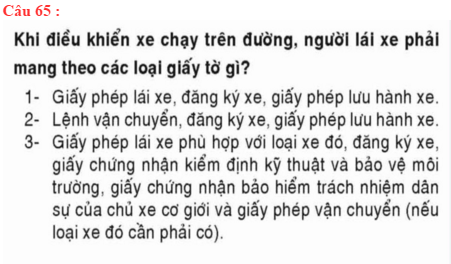 Câu 65 :
Khi điều khiển xe chạy trên đường, người lái xe phải
mang theo các loại giấy tờ gì?
1- Giấy phép lái xe, đăng ký xe, giấy phép lưu hành xe.
2- Lệnh vận chuyển, đăng ký xe, giấy phép lưu hành xe.
3- Giấy phép lái xe phù hợp với loại xe đó, đăng ký xe,
giấy chứng nhận kiểm định kỹ thuật và bảo vệ môi
trường, giấy chứng nhận bảo hiểm trách nhiệm dân
sự của chủ xe cơ giới và giấy phép vận chuyển (nếu
loại xe đó cần phải có).